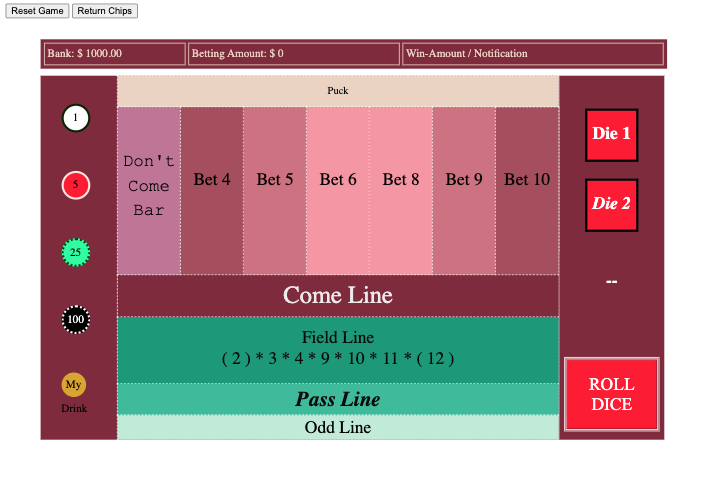 Reset Game Return Chips
Bank: $ 1000.00 Betting Amount: $ 0 Win-Amount / Notification
Puck
1
5
25
100
My
Drink
Don't
Come
Bar
Bet 4 Bet 5 Bet 6 Bet 8 Bet 9 Bet 10
Come Line
Field Line
( 2 ) * 3 * 4 * 9 * 10 * 11 * ( 12 )
Pass Line
Odd Line
Die 1
Die 2
--
ROLL
DICE